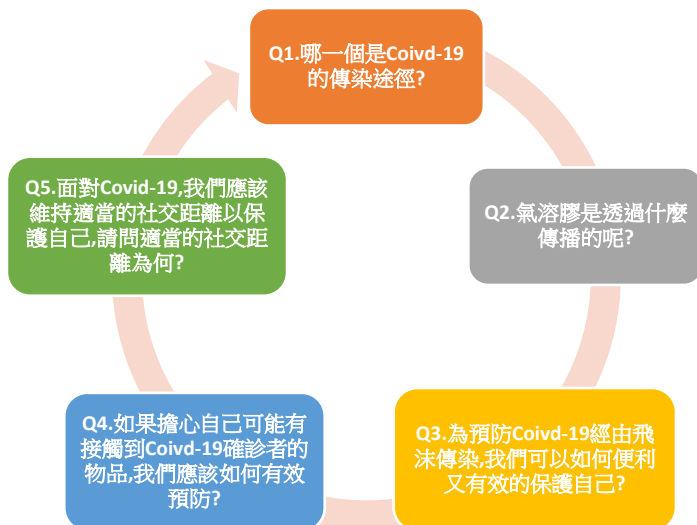 Q1.哪一個是Coivd-19
的傳染途徑?
Q2.氣溶膠是透過什麼
傳播的呢?
Q3.為預防Coivd-19經由飛
沫傳染,我們可以如何便利
又有效的保護自己?
Q4.如果擔心自己可能有
接觸到Coivd-19確診者的
物品,我們應該如何有效
預防?
Q5.面對Covid-19,我們應該
維持適當的社交距離以保
護自己,請問適當的社交距
離為何?